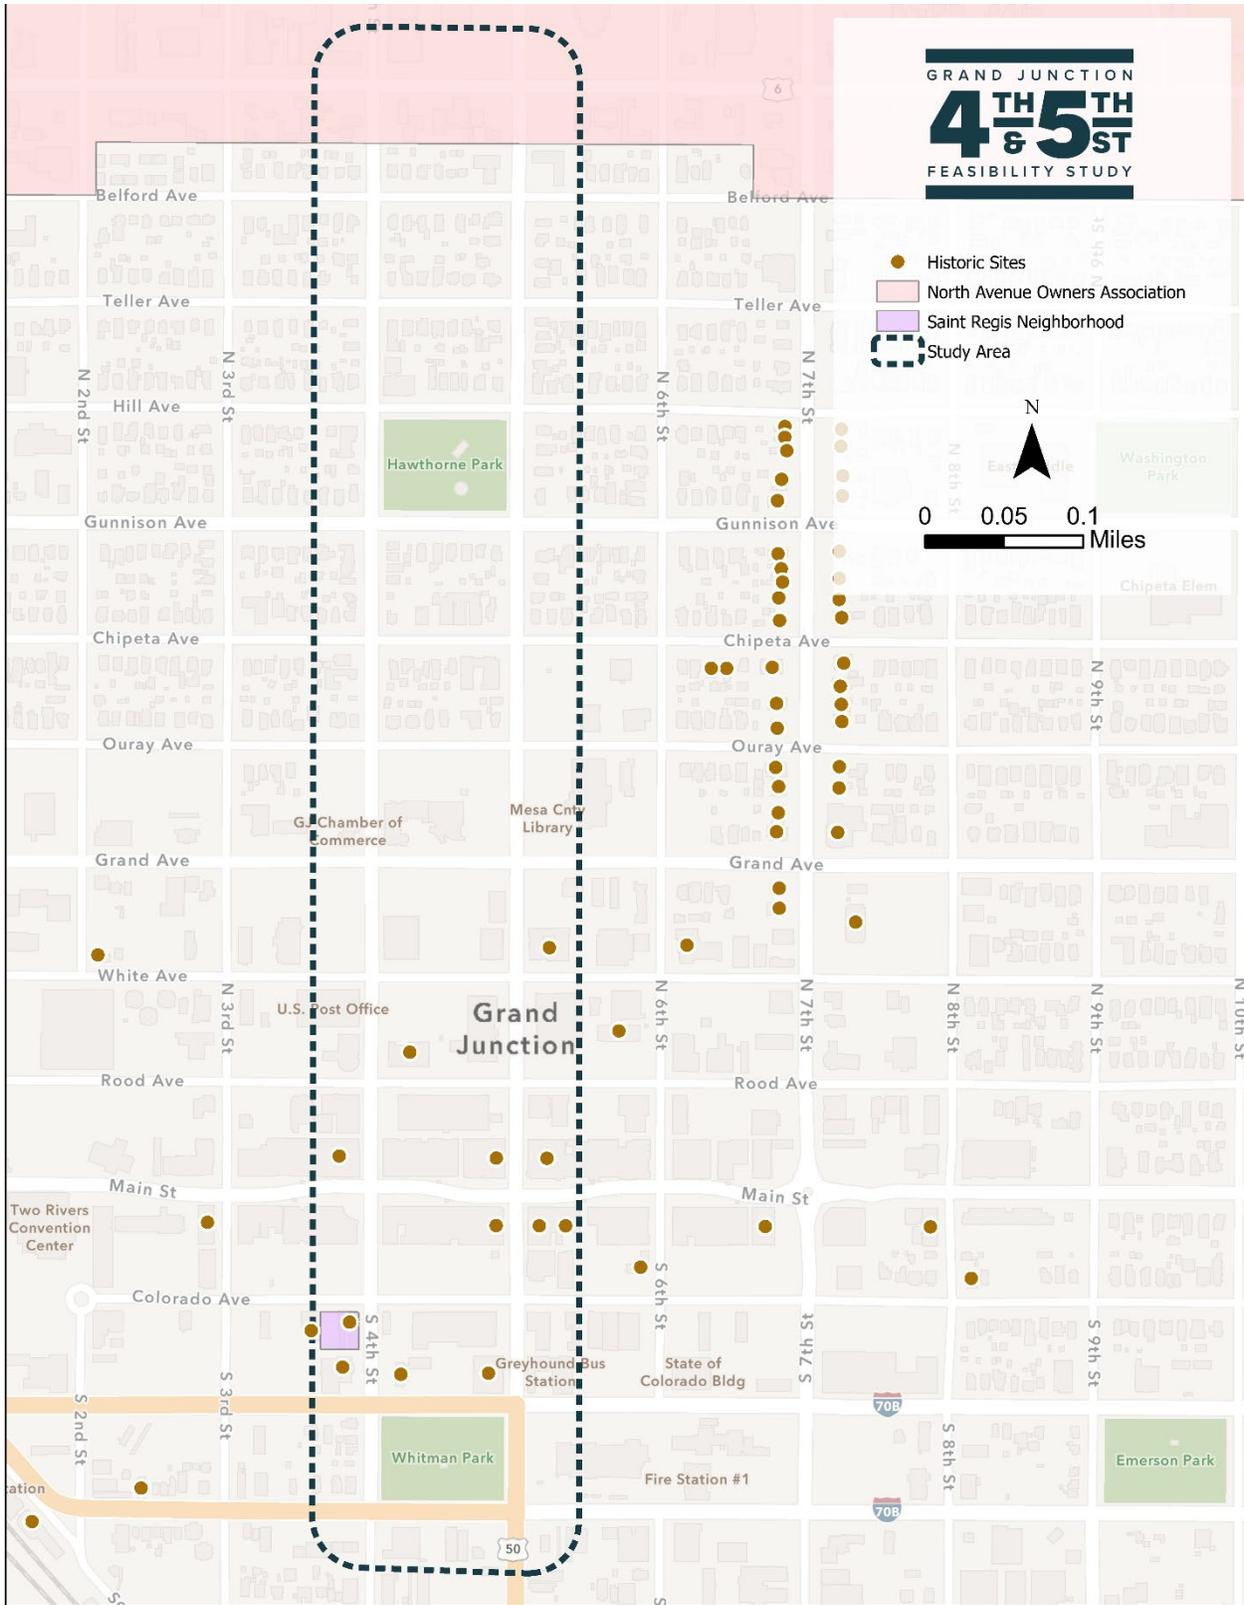 GRAND JUNCTION
4TH & 5TH ST
FEASIBILITY STUDY
Historic Sites
North Avenue Owners Association
Saint Regis Neighborhood
Study Area
N
0 0.05 0.1
Miles
6
Belford Ave
Belford Ave
N 9th St
Teller Ave
Teller Ave
N 3rd St
N 7th St
N 2nd St
N 6th St
Hill Ave
Hawthorne Park
N 8th St
Washington
Park
Gunnison Ave
Gunnison Ave
Chipeta Elem
Chipeta Ave
Chipeta Ave
N 9th St
Ouray Ave
Ouray Ave
GJ Chamber of
Commerce
Mesa Cnty
Library
Grand Ave
Grand Ave
White Ave
N 3rd St
U.S. Post Office
Grand
Junction
N 6th St
N 7th St
N 8th St
N 9th St
N 10th St
Rood Ave
Rood Ave
Main St
Main St
Two Rivers
Convention
Center
Colorado Ave
S 6th St
S 4th St
S 7th St
S 9th St
Greyhound Bus
Station
State of
Colorado Bldg
S 2nd St
S 3rd St
70B
Whitman Park
S 8th St
Emerson Park
Fire Station #1
ation
70B
50